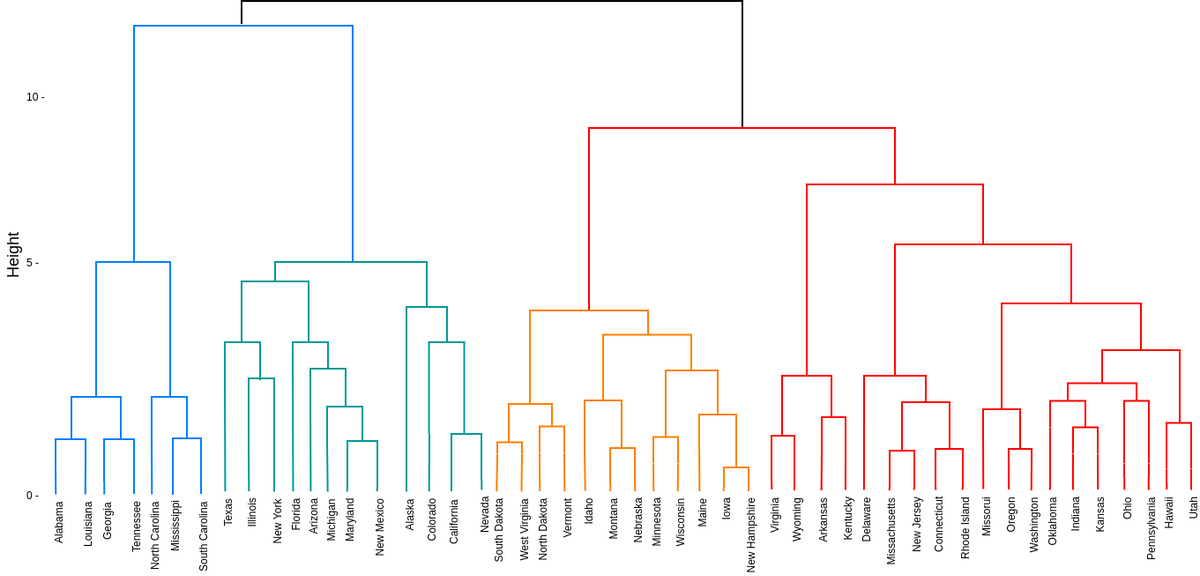 10 -
5 -
0 -
Height
Alabama
Louisiana
Georgia
Tennessee
North Carolina
Mississippi
South Carolina
Texas
Illinois
New York
Florida
Arizona
Michigan
Maryland
New Mexico
Alaska
Colorado
California
Nevada
South Dakota
West Virginia
North Dakota
Vermont
Idaho
Montana
Nebraska
Minnesota
Wisconsin
Maine
Iowa
New Hampshire
Virginia
Wyoming
Arkansas
Kentucky
Delaware
Missachusetts
New Jersey
Connecticut
Rhode Island
Missorui
Oregon
Washington
Oklahoma
Indiana
Kansas
Ohio
Pennsylvania
Hawaii
Utah